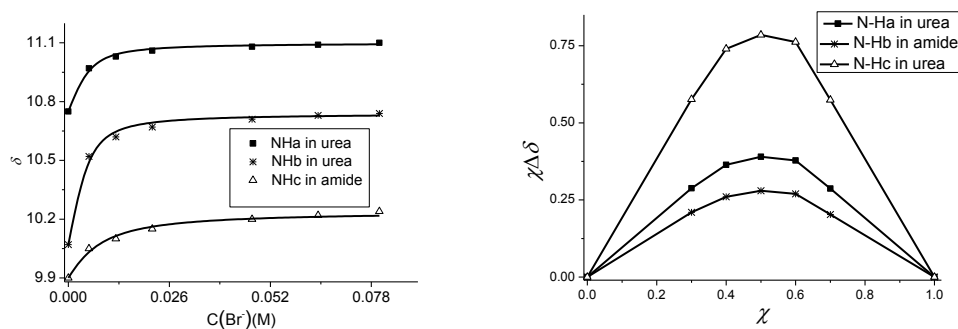 11.1
10.8
10.5
10.2
9.9
δ
NHa in urea
NHb in urea
NHc in amide
0.000
0.026
0.052
0.078
C(Br⁻)(M)
N-Ha in urea
N-Hb in amide
N-Hc in urea
0.75
0.50
0.25
0.00
χΔδ
0.0
0.2
0.4
0.6
0.8
1.0
χ